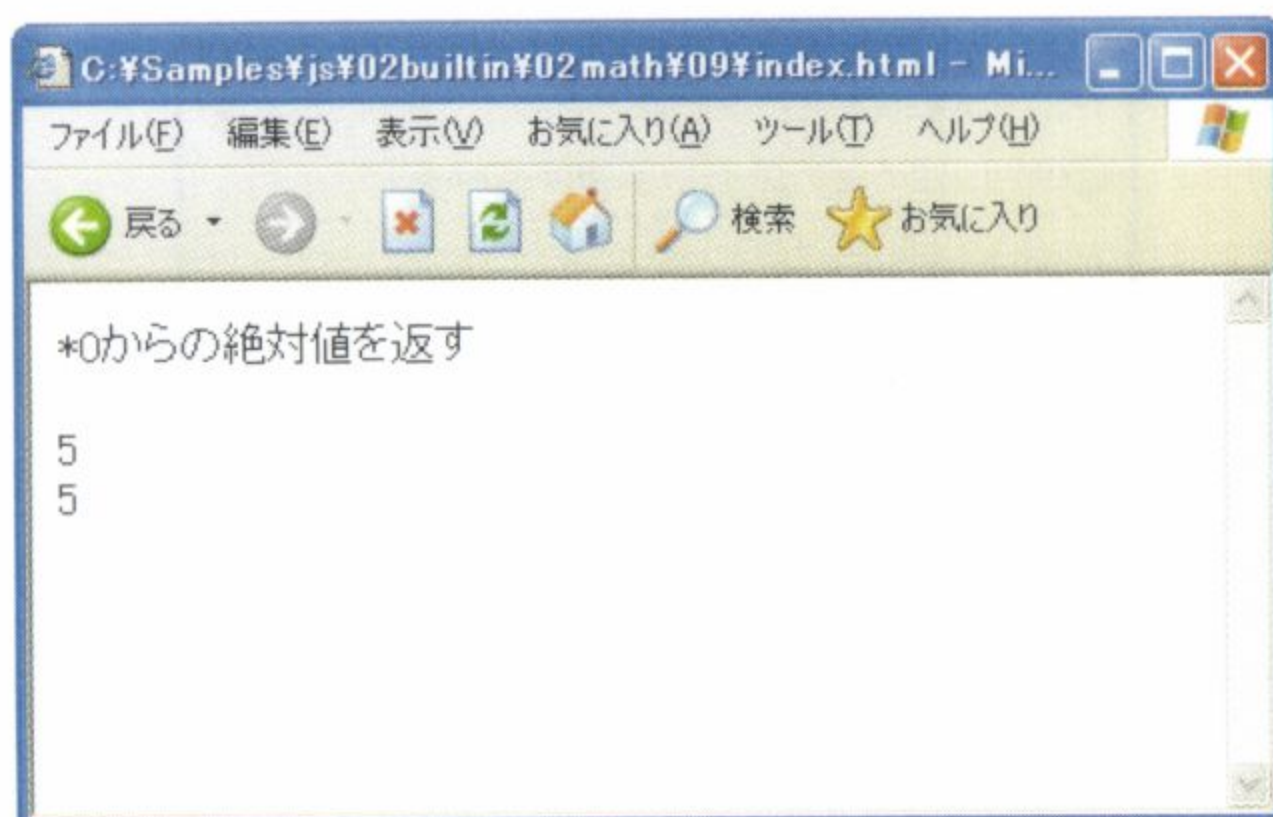 C:¥Samples¥js¥02builtin¥02math¥09¥index.html - Mi...
ファイル(F) 編集(E) 表示(V) お気に入り(A) ツール(T) ヘルプ(H)
戻る 検索 お気に入り
*0からの絶対値を返す
5
5